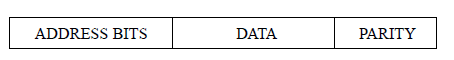 ADDRESS BITS DATA PARITY